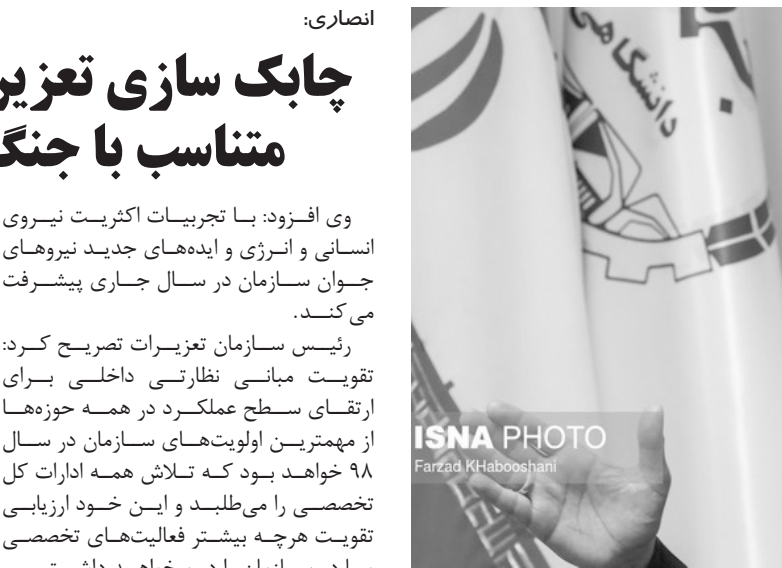 انصاری:
چابک سازی تعزیر
متناسب با جنگ
وی افـزود: بـا تجربیـات اکثریـت نیـروی
انسـانی و انـرژی و ایده‌هـای جدیـد نیروهـای
جـوان سـازمان در سـال جـاری پیشـرفت
می کنـد.
رئیـس سـازمان تعزیـرات تصریـح کـرد:
تقویـت مبانـی نظارتـی داخلـی بـرای
ارتقـای سـطح عملکـرد در همـه حوزه‌هـا
از مهمتریـن اولویت‌هـای سـازمان در سـال
۹۸ خواهـد بـود کـه تـلاش همـه ادارات کل
تخصصـی را می‌طلبـد و ایـن خـود ارزیابـی
تقویـت هرچـه بیشـتر فعالیت‌هـای تخصصـی
دانشگاهی
ISNA PHOTO
Farzad KHabooshani